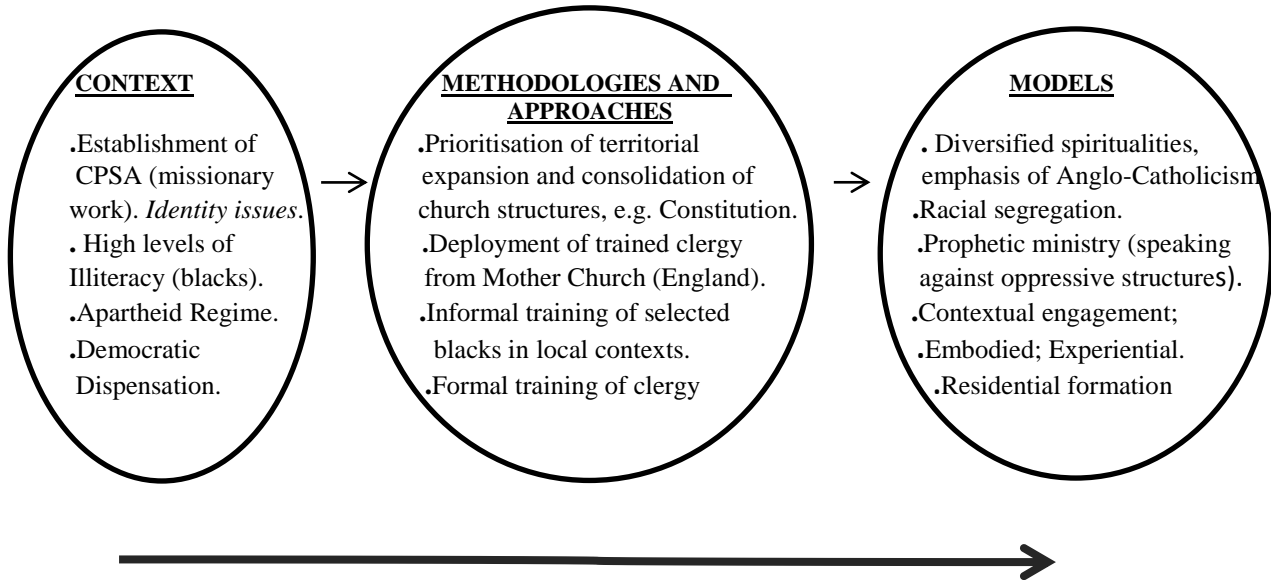 CONTEXT
.Establishment of
CPSA (missionary
work). Identity issues.
. High levels of
Illiteracy (blacks).
.Apartheid Regime.
.Democratic
Dispensation.
METHODOLOGIES AND
APPROACHES
.Prioritisation of territorial
expansion and consolidation of
church structures, e.g. Constitution.
.Deployment of trained clergy
from Mother Church (England).
.Informal training of selected
blacks in local contexts.
.Formal training of clergy
MODELS
. Diversified spiritualities,
emphasis of Anglo-Catholicism
.Racial segregation.
.Prophetic ministry (speaking
against oppressive structures).
.Contextual engagement;
.Embodied; Experiential.
.Residential formation